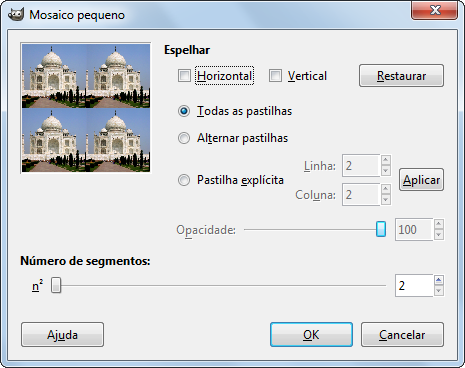 Mosaico pequeno
Espelhar
Horizontal
Vertical
Restaurar
Todas as pastilhas
Alternar pastilhas
Pastilha explícita
Linha: 2
Coluna: 2
Aplicar
Opacidade: 100
Número de segmentos:
n² 2
Ajuda
OK
Cancelar